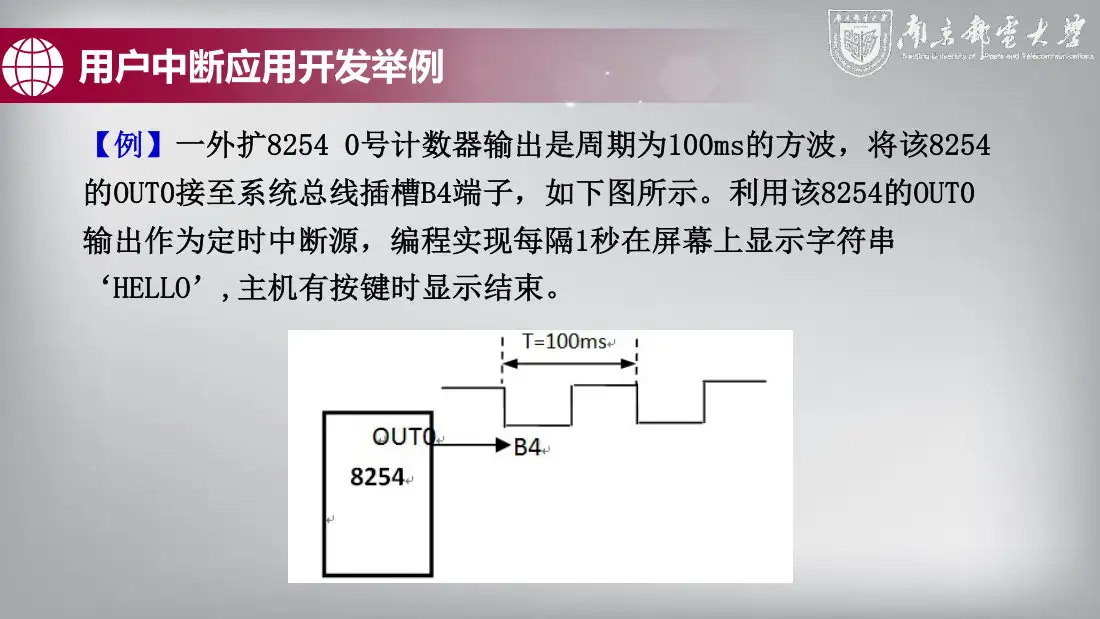 南京邮电大学
Nanjing University of Posts and Telecommunications
用户中断应用开发举例
【例】一外扩8254 0号计数器输出是周期为100ms的方波，将该8254
的OUT0接至系统总线插槽B4端子，如下图所示。利用该8254的OUT0
输出作为定时中断源，编程实现每隔1秒在屏幕上显示字符串
‘HELLO’,主机有按键时显示结束。
T=100ms
OUT0
B4
8254